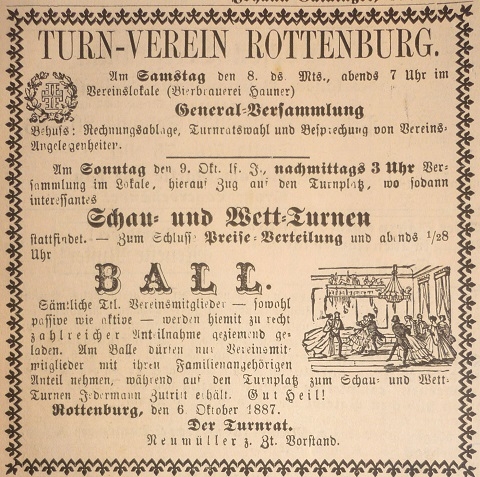 TURN-VEREIN ROTTENBURG.
Am Samstag den 8. ds. Mts., abends 7 Uhr im
Vereinslokale (Bierbrauerei Hauner)
General-Versammlung
Behufs: Rechnungsablage, Turnratswahl und Besprechung von Vereins-
Angelegenheiten.
Am Sonntag den 9. Okt. lf. J., nachmittags 3 Uhr Ver-
sammlung im Lokale, hierauf Zug auf den Turnplatz, wo sodann
interessantes
Schau- und Wett-Turnen
stattfindet. — Zum Schlusse Preise-Verteilung und abends 1/28
Uhr
BALL.
Sämtliche Ttl. Vereinsmitglieder — sowohl
passive wie aktive — werden hiemit zu recht
zahlreicher Anteilnahme geziemend ge-
laden. Am Balle dürfen nur Vereinsmit-
mitglieder mit ihren Familienangehörigen
Anteil nehmen, während auf den Turnplatz zum Schau- und Wett-
Turnen Jedermann Zutritt erhält. Gut Heil!
Rottenburg, den 6 Oktober 1887.
Der Turnrat.
Neumüller z. Zt. Vorstand.